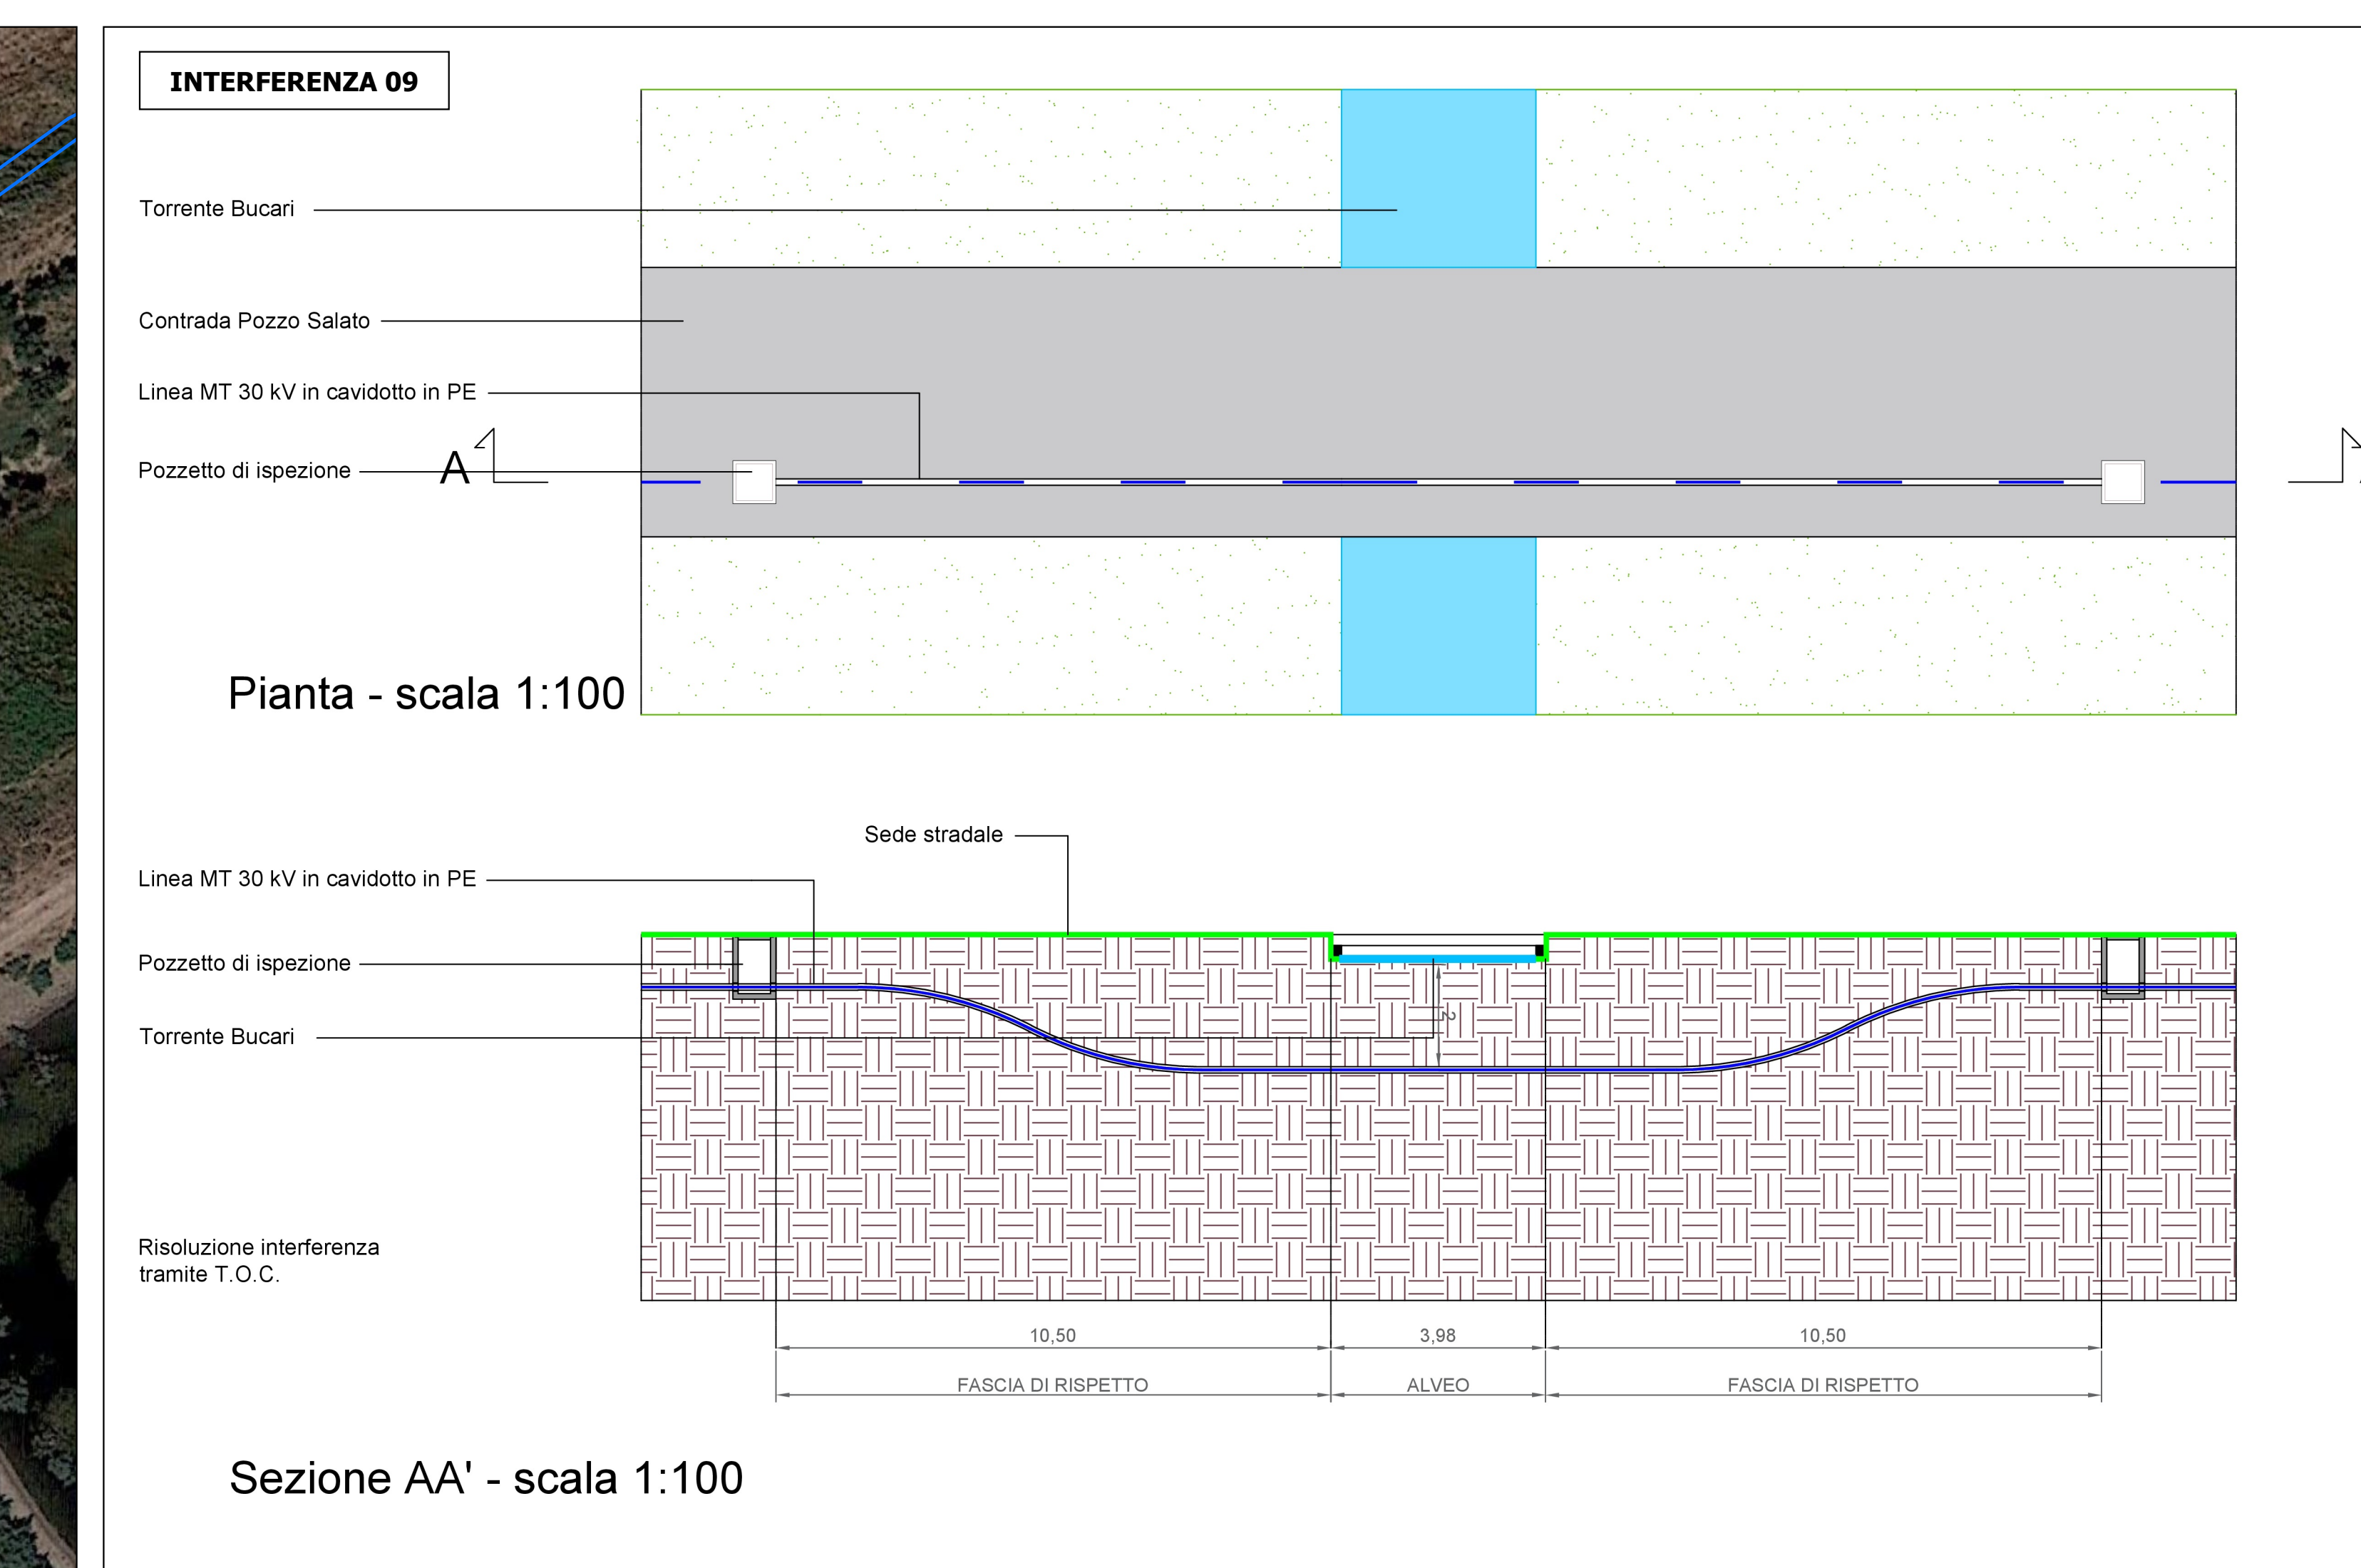 INTERFERENZA 09
Torrente Bucari
Contrada Pozzo Salato
Linea MT 30 kV in cavidotto in PE
Pozzetto di ispezione
A
Pianta - scala 1:100
Sede stradale
Linea MT 30 kV in cavidotto in PE
Pozzetto di ispezione
2
Torrente Bucari
Risoluzione interferenza
tramite T.O.C.
10,50
3,98
10,50
FASCIA DI RISPETTO
ALVEO
FASCIA DI RISPETTO
Sezione AA' - scala 1:100